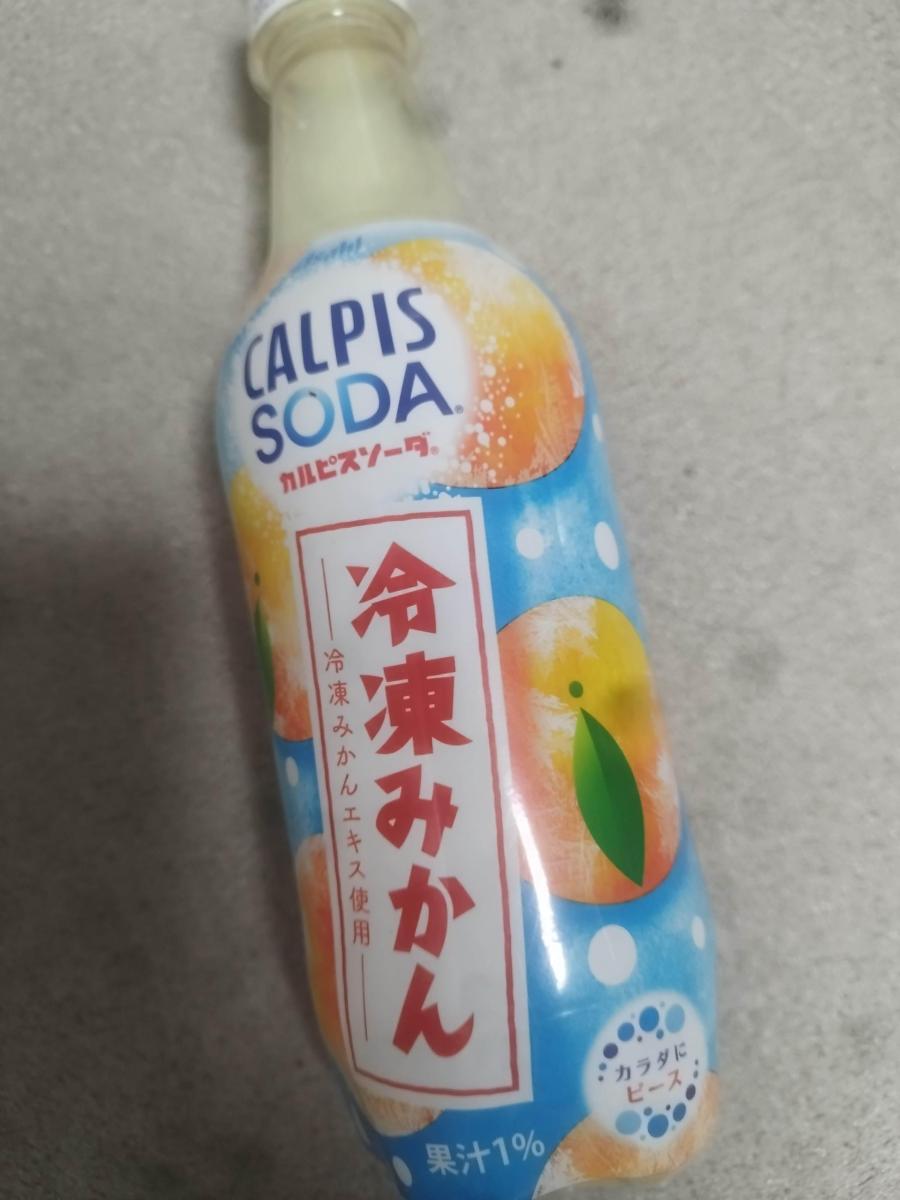 Asahi
CALPIS
SODA®
カルピスソーダ®
冷凍みかん
冷凍みかんエキス使用
カラダに
ピース
果汁1%